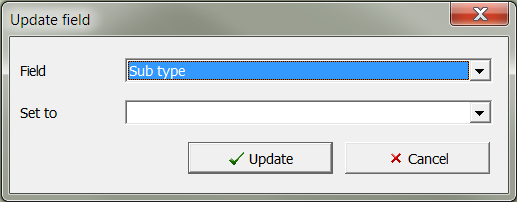 Update field
Field
Sub type
Set to
Update
Cancel